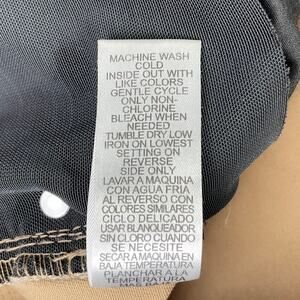 MACHINE WASH
COLD
INSIDE OUT WITH
LIKE COLORS
GENTLE CYCLE
ONLY NON-
CHLORINE
BLEACH WHEN
NEEDED
TUMBLE DRY LOW
IRON ON LOWEST
SETTING ON
REVERSE
SIDE ONLY
LAVAR A MAQUINA
CON AGUA FRIA
AL REVERSO CON
COLORES SIMILARES
CICLO DELICADO
USAR BLANQUEADOR
SIN CLORO CUANDO
SE NECESITE
SECAR A MAQUINA EN
BAJA TEMPERATURA
PLANCHAR A LA